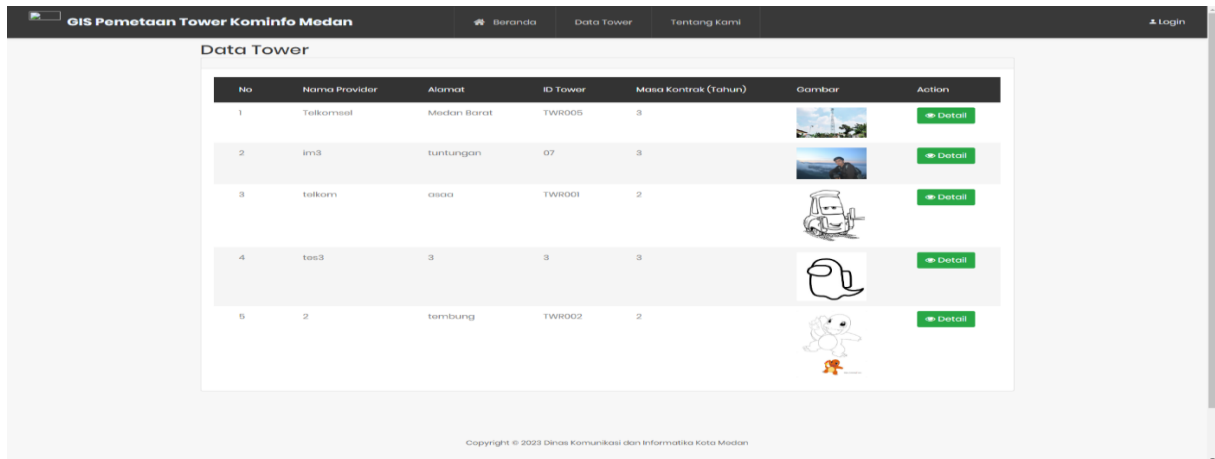 GIS Pemetaan Tower Kominfo Medan Beranda Data Tower Tentang Kami Login
Data Tower
No Nama Provider Alamat ID Tower Masa Kontrak (Tahun) Gambar Action
1 Telkomsel Medan Barat TWR005 3 Detail
2 im3 tuntungan 07 3 Detail
3 telkom asaa TWR001 2 Detail
4 tes3 3 3 3 Detail
5 2 tembung TWR002 2 Detail
Copyright © 2023 Dinas Komunikasi dan Informatika Kota Medan